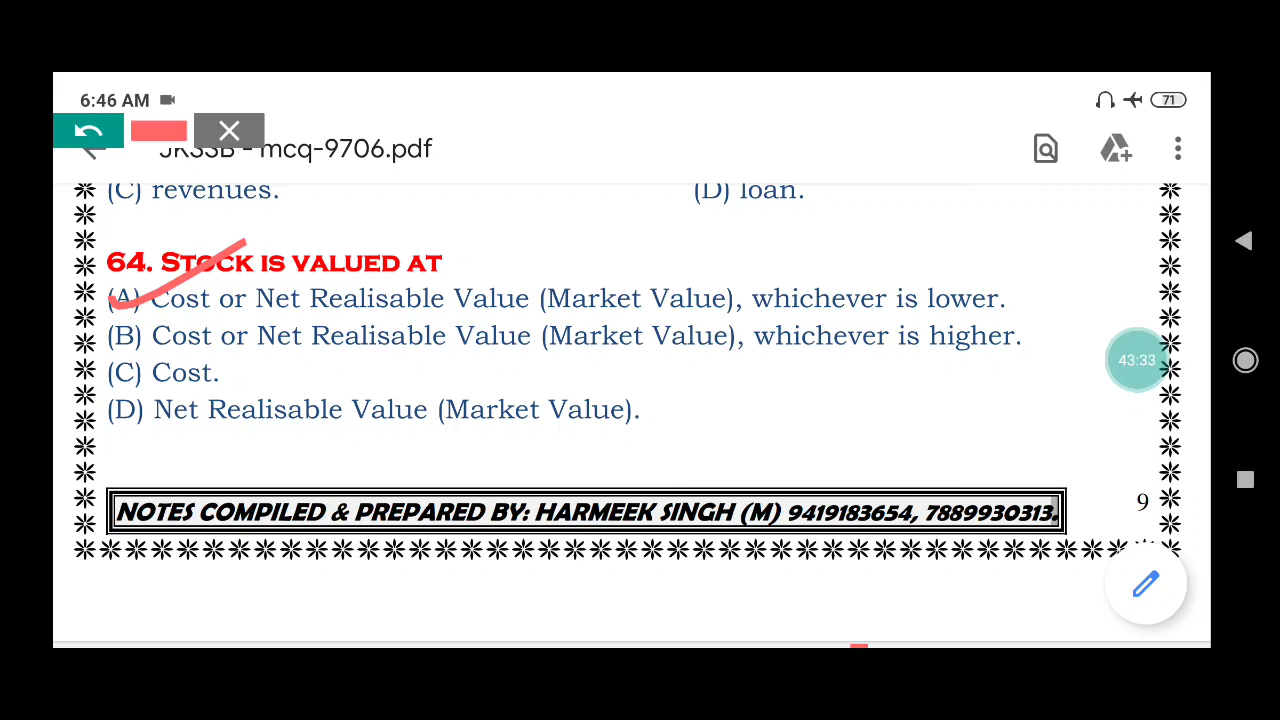 6:46 AM
71
JKSSB - mcq-9706.pdf
(C) revenues. (D) loan.
64. STOCK IS VALUED AT
(A) Cost or Net Realisable Value (Market Value), whichever is lower.
(B) Cost or Net Realisable Value (Market Value), whichever is higher.
43:33
(C) Cost.
(D) Net Realisable Value (Market Value).
9
NOTES COMPILED & PREPARED BY: HARMEEK SINGH (M) 9419183654, 7889930313.